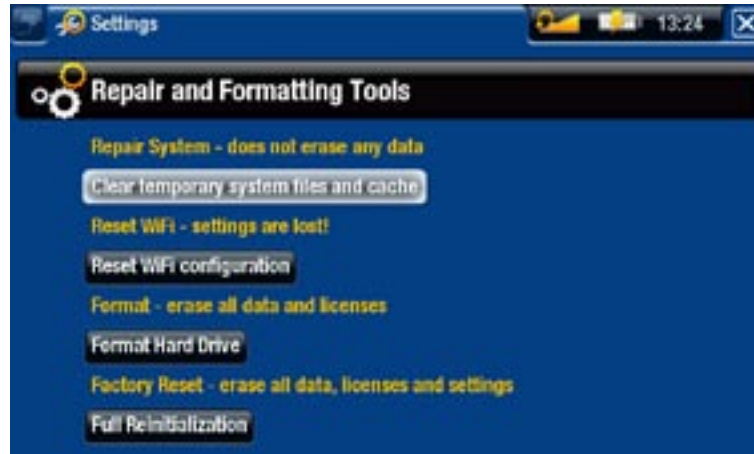 Settings
13:24
Repair and Formatting Tools
Repair System - does not erase any data
Clear temporary system files and cache
Reset WiFi - settings are lost!
Reset WiFi configuration
Format - erase all data and licenses
Format Hard Drive
Factory Reset - erase all data, licenses and settings
Full Reinitialization